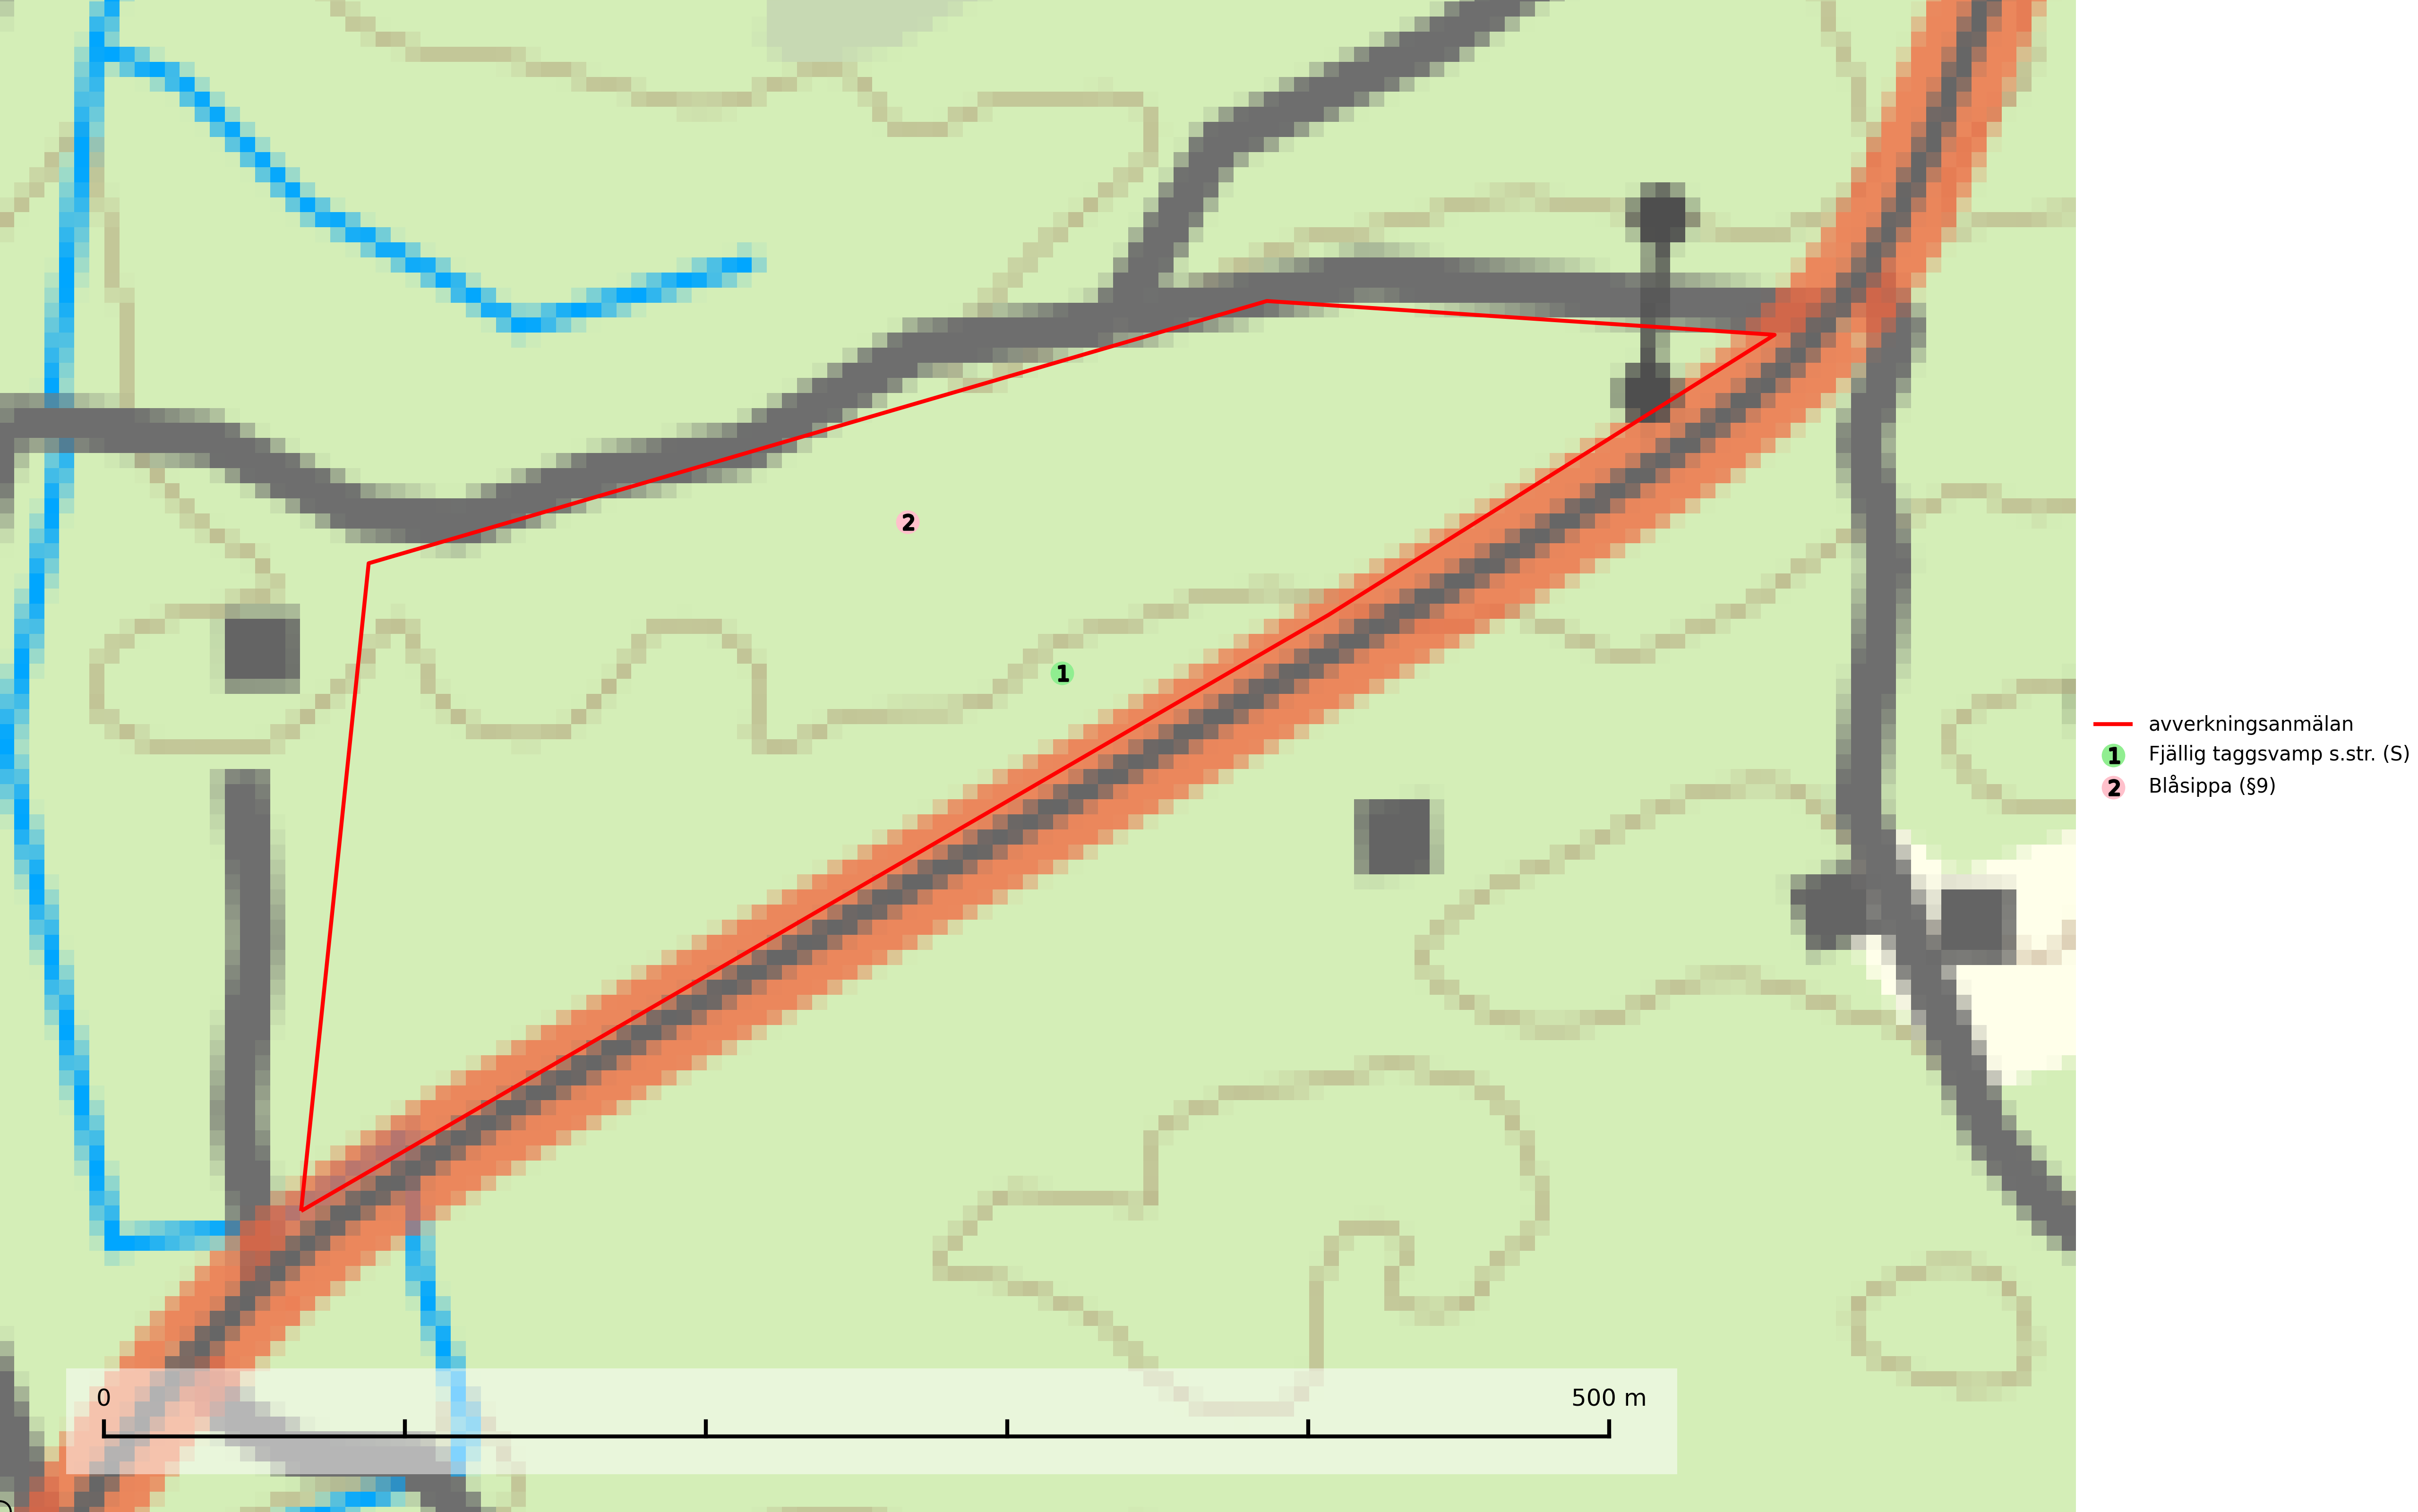 2
1
avverkningsanmälan
1 Fjällig taggsvamp s.str. (S)
2 Blåsippa (§9)
0 500 m